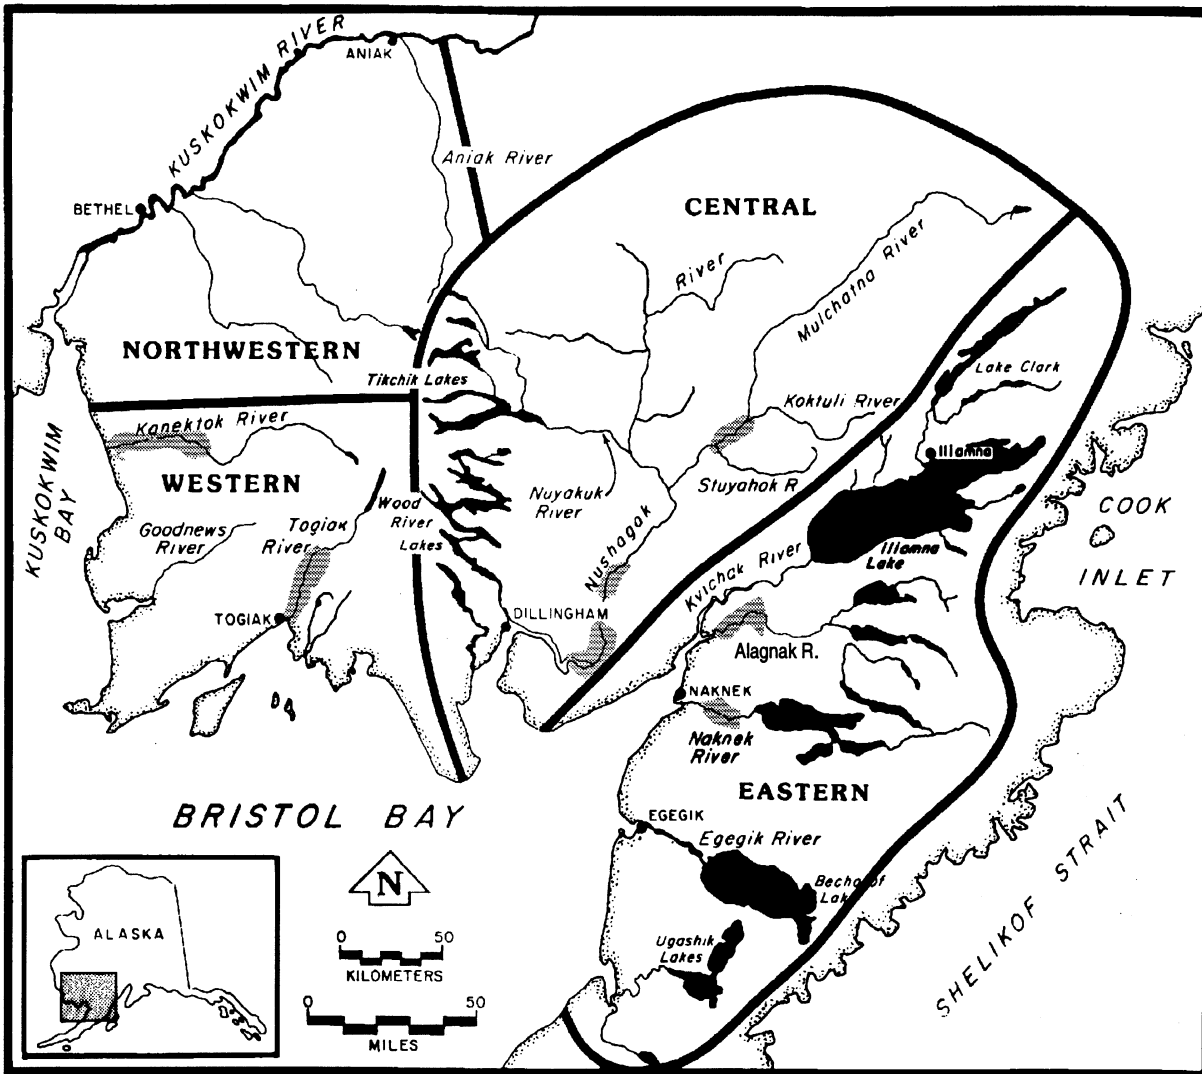 KUSKOKWIM RIVER
ANIAK
Aniak River
BETHEL
CENTRAL
River
Mulchatna River
NORTHWESTERN
Tikchik Lakes
Lake Clark
Koktuli River
Kanektok River
Iliamna
WESTERN
Wood
River
Lakes
Nuyakuk
River
Stuyahok R.
KUSKOKWIM
BAY
Goodnews
River
Togiak
River
Nushagak
Kvichak River
Iliamna
Lake
COOK
INLET
TOGIAK
DILLINGHAM
Alagnak R.
NAKNEK
Naknek
River
EASTERN
BRISTOL BAY
EGEGIK
Egegik River
Becharof
Lake
Ugashik
Lakes
SHELIKOF STRAIT
ALASKA
N
0 50
KILOMETERS
0 50
MILES